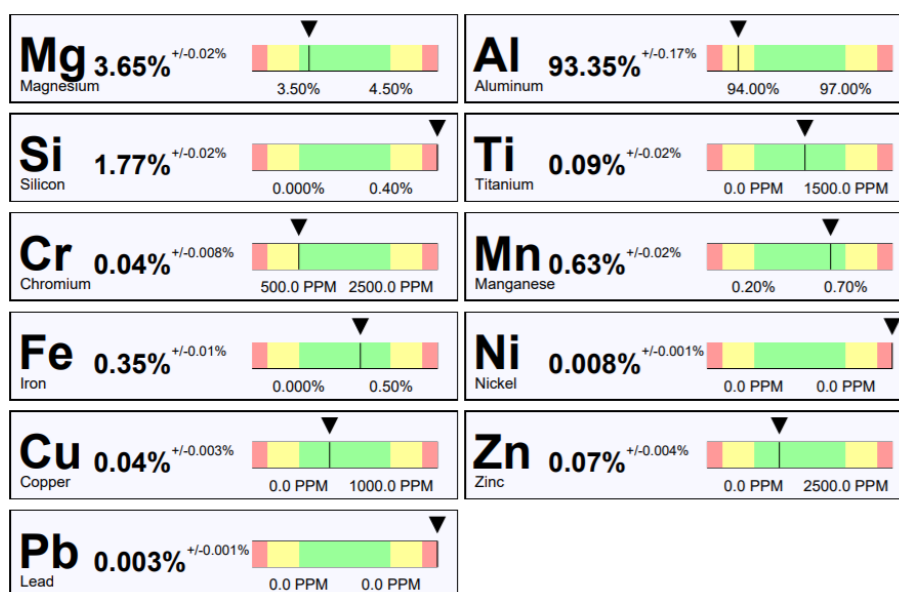 Mg 3.65% +/-0.02%
Magnesium
3.50% 4.50%
Al 93.35% +/-0.17%
Aluminum
94.00% 97.00%
Si 1.77% +/-0.02%
Silicon
0.000% 0.40%
Ti 0.09% +/-0.02%
Titanium
0.0 PPM 1500.0 PPM
Cr 0.04% +/-0.008%
Chromium
500.0 PPM 2500.0 PPM
Mn 0.63% +/-0.02%
Manganese
0.20% 0.70%
Fe 0.35% +/-0.01%
Iron
0.000% 0.50%
Ni 0.008% +/-0.001%
Nickel
0.0 PPM 0.0 PPM
Cu 0.04% +/-0.003%
Copper
0.0 PPM 1000.0 PPM
Zn 0.07% +/-0.004%
Zinc
0.0 PPM 2500.0 PPM
Pb 0.003% +/-0.001%
Lead
0.0 PPM 0.0 PPM